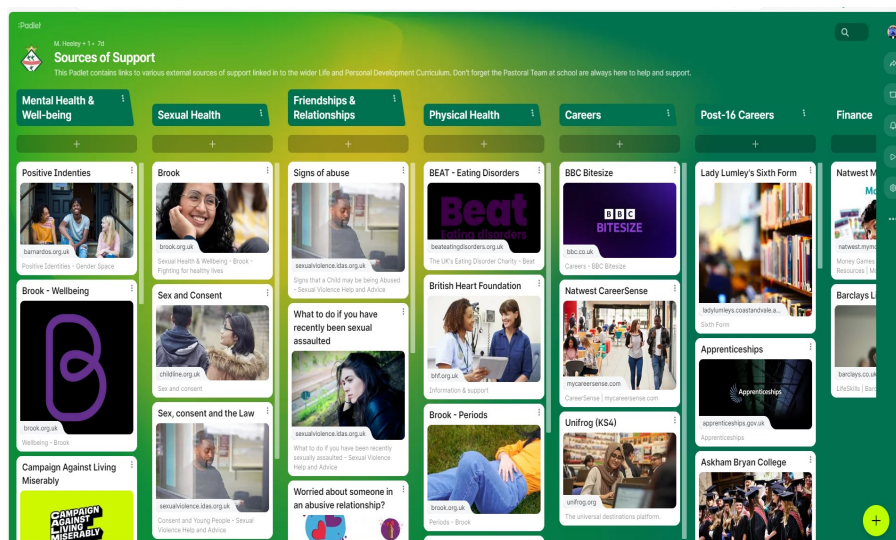 :Padlet
M. Heeley + 1 • 7d
Sources of Support
This Padlet contains links to various external sources of support linked in to the wider Life and Personal Development Curriculum. Don't forget the Pastoral Team at school are always here to help and support.
Mental Health &
Well-being
Positive Indenties
barnardos.org.uk
Positive Identities - Gender Space
Brook - Wellbeing
brook.org.uk
Wellbeing - Brook
Campaign Against Living
Miserably
CAMPAIGN
AGAINST
LIVING
MISERABLY
Sexual Health
Brook
brook.org.uk
Sexual Health & Wellbeing - Brook -
Fighting for healthy lives
Sex and Consent
childline.org.uk
Sex and consent
Sex, consent and the Law
sexualviolence.idas.org.uk
Consent and Young People - Sexual
Violence Help and Advice
Friendships &
Relationships
Signs of abuse
sexualviolence.idas.org.uk
Signs that a Child may be being Abused
- Sexual Violence Help and Advice
What to do if you have
recently been sexual
assaulted
sexualviolence.idas.org.uk
What to do if you have been recently
sexually assaulted - Sexual Violence
Help and Advice
Worried about someone in
an abusive relationship?
Physical Health
BEAT - Eating Disorders
Beat
Eating disorders
beateatingdisorders.org.uk
The UK's Eating Disorder Charity - Beat
British Heart Foundation
bhf.org.uk
Information & support
Brook - Periods
brook.org.uk
Periods - Brook
Careers
BBC Bitesize
BBC
BITESIZE
bbc.co.uk
Careers - BBC Bitesize
Natwest CareerSense
mycareersense.com
CareerSense | mycareersense.com
Unifrog (KS4)
unifrog.org
The universal destinations platform.
Post-16 Careers
Lady Lumley's Sixth Form
ladylumleys.coastandvale.a...
Sixth Form
Apprenticeships
Apprenticeships
apprenticeships.gov.uk
Apprenticeships
Askham Bryan College
Finance
Natwest M
Mo
natwest.mymo
Money Games
Resources | Mo
Barclays Li
barclays.co.uk
LifeSkills | Barc